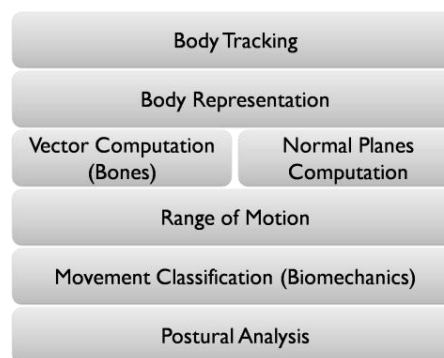 Body Tracking
Body Representation
Vector Computation
(Bones)
Normal Planes
Computation
Range of Motion
Movement Classification (Biomechanics)
Postural Analysis